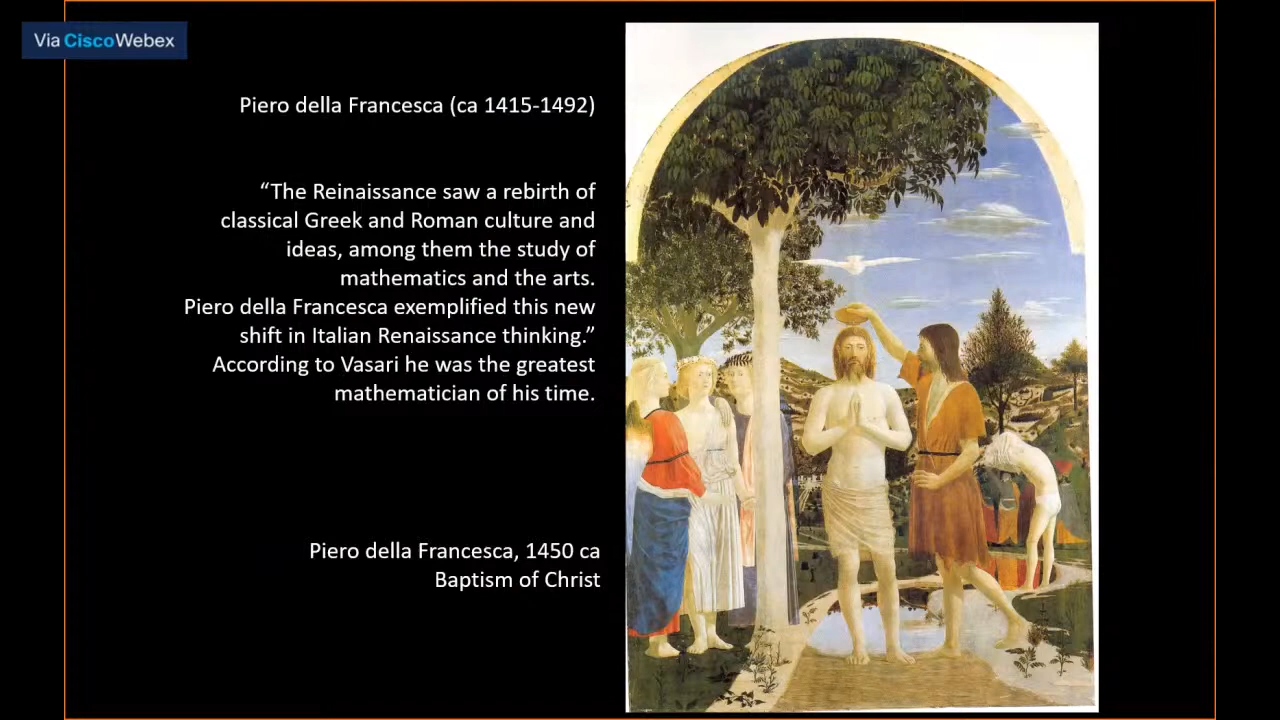 Via CiscoWebex
Piero della Francesca (ca 1415-1492)
“The Reinaissance saw a rebirth of
classical Greek and Roman culture and
ideas, among them the study of
mathematics and the arts.
Piero della Francesca exemplified this new
shift in Italian Renaissance thinking.”
According to Vasari he was the greatest
mathematician of his time.
Piero della Francesca, 1450 ca
Baptism of Christ